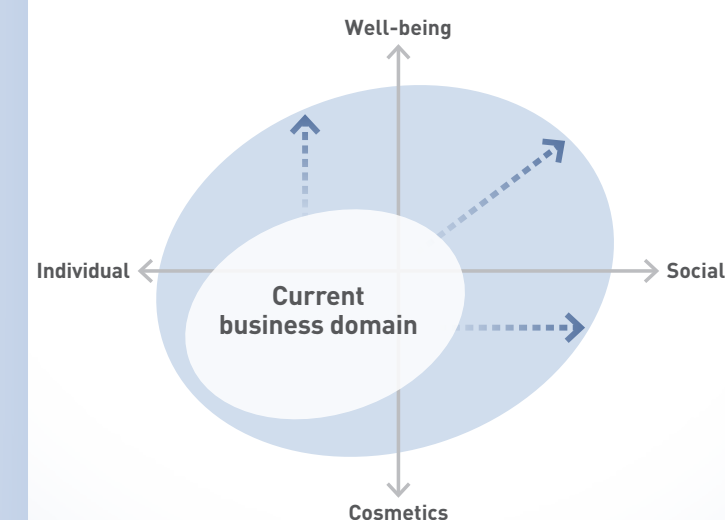 Well-being
Individual
Social
Current
business domain
Cosmetics